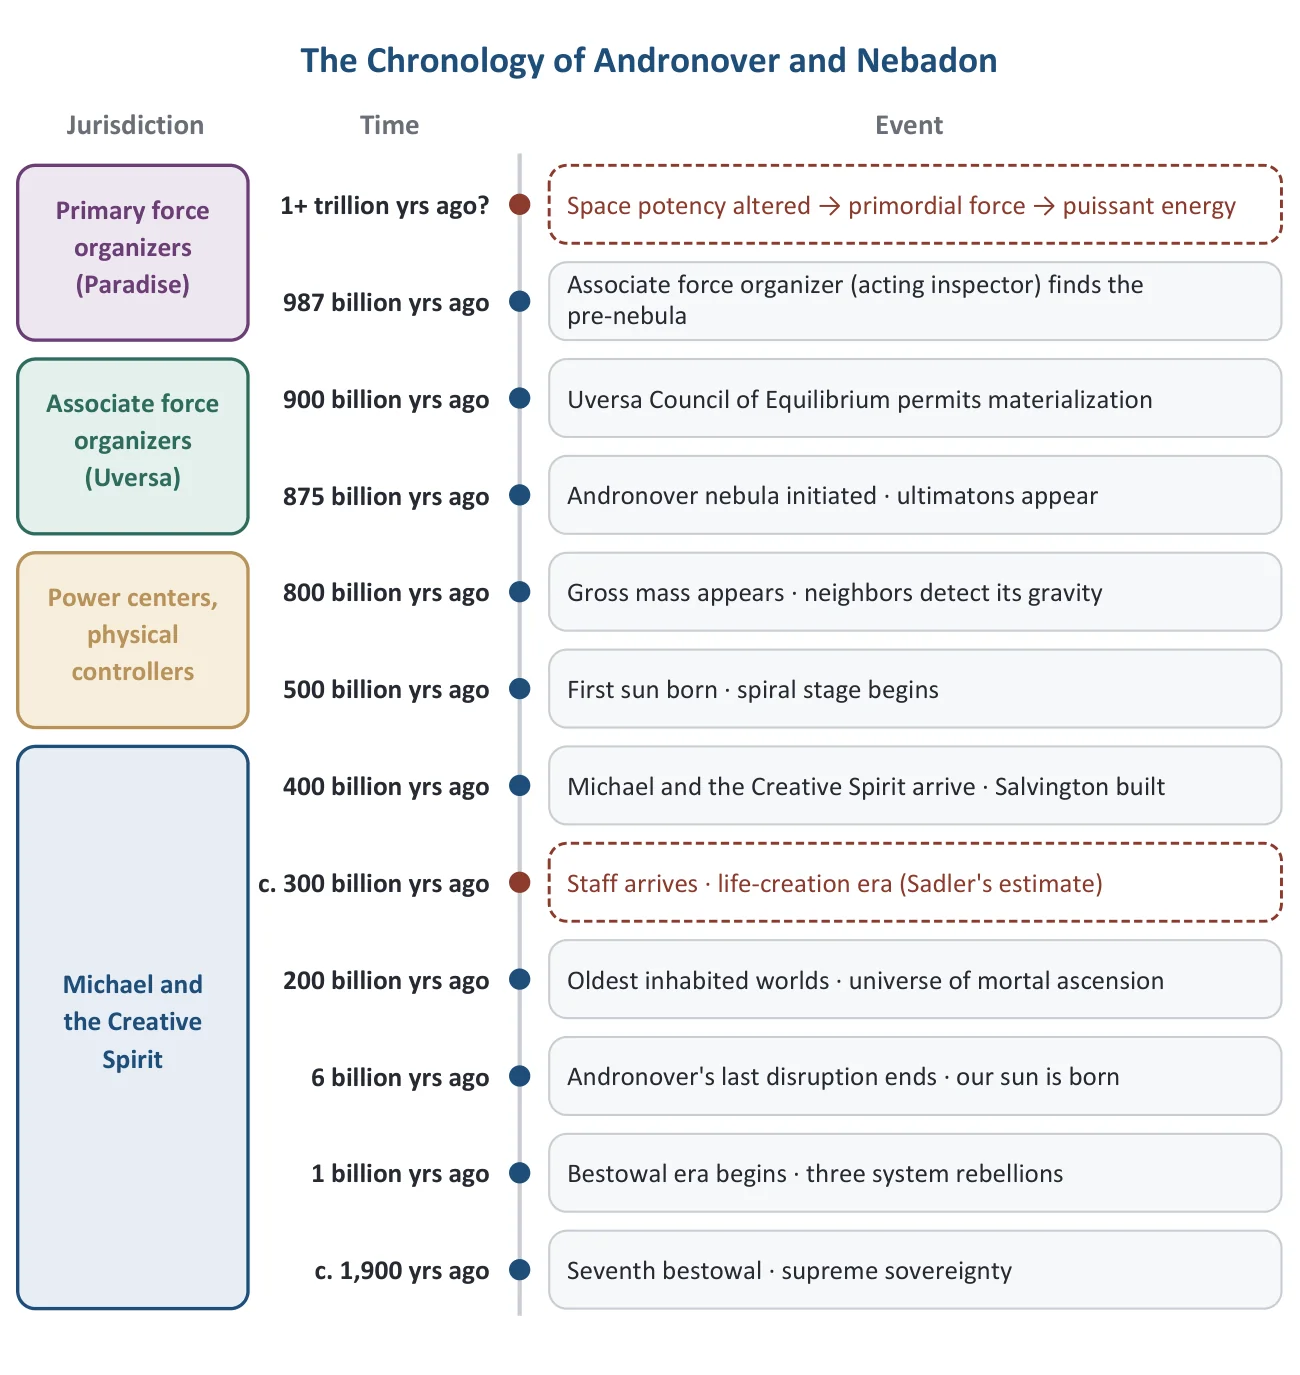 The Chronology of Andronover and Nebadon
Jurisdiction
Time
Event
Primary force
organizers
(Paradise)
1+ trillion yrs ago?
Space potency altered → primordial force → puissant energy
987 billion yrs ago
Associate force organizer (acting inspector) finds the
pre-nebula
Associate force
organizers
(Uversa)
900 billion yrs ago
Uversa Council of Equilibrium permits materialization
875 billion yrs ago
Andronover nebula initiated · ultimatons appear
Power centers,
physical
controllers
800 billion yrs ago
Gross mass appears · neighbors detect its gravity
500 billion yrs ago
First sun born · spiral stage begins
Michael and
the Creative
Spirit
400 billion yrs ago
Michael and the Creative Spirit arrive · Salvington built
c. 300 billion yrs ago
Staff arrives · life-creation era (Sadler's estimate)
200 billion yrs ago
Oldest inhabited worlds · universe of mortal ascension
6 billion yrs ago
Andronover's last disruption ends · our sun is born
1 billion yrs ago
Bestowal era begins · three system rebellions
c. 1,900 yrs ago
Seventh bestowal · supreme sovereignty